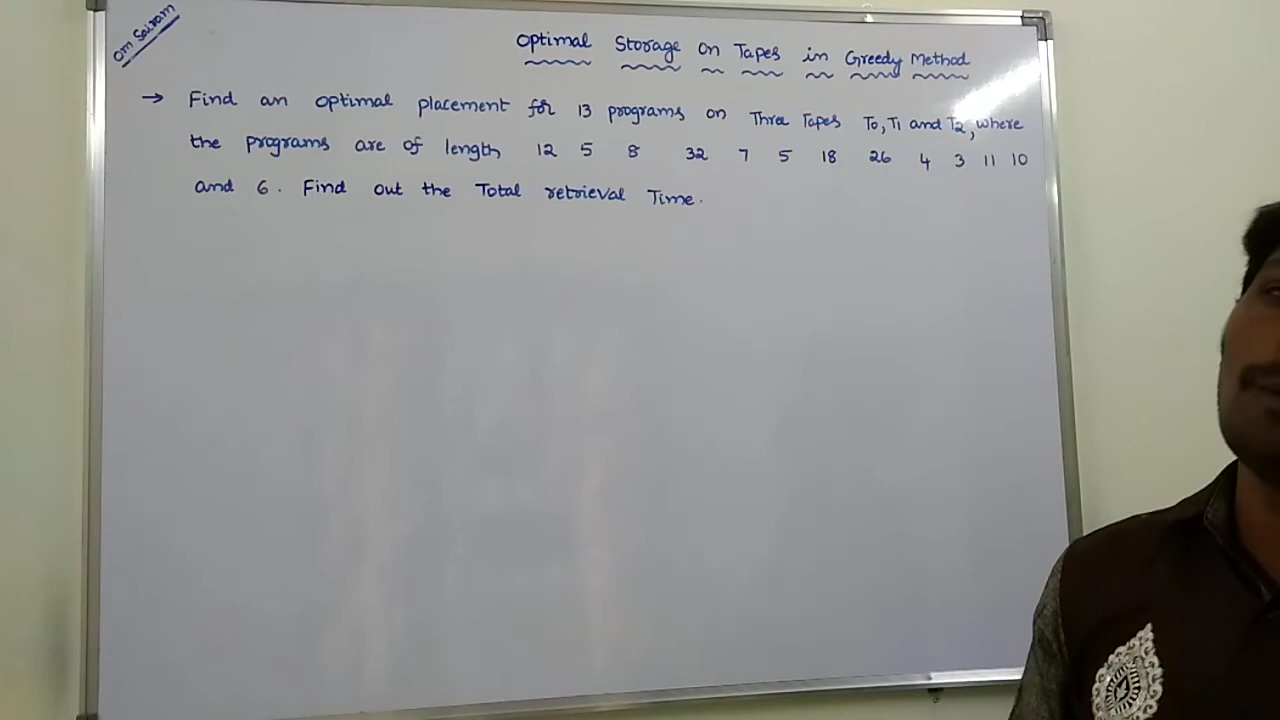 Om Sairam
Optimal Storage On Tapes in Greedy Method
→ Find an optimal placement for 13 programs on Three Tapes T0, T1 and T2, where
the programs are of length 12 5 8 32 7 5 18 26 4 3 11 10
and 6. Find out the Total retrieval Time.